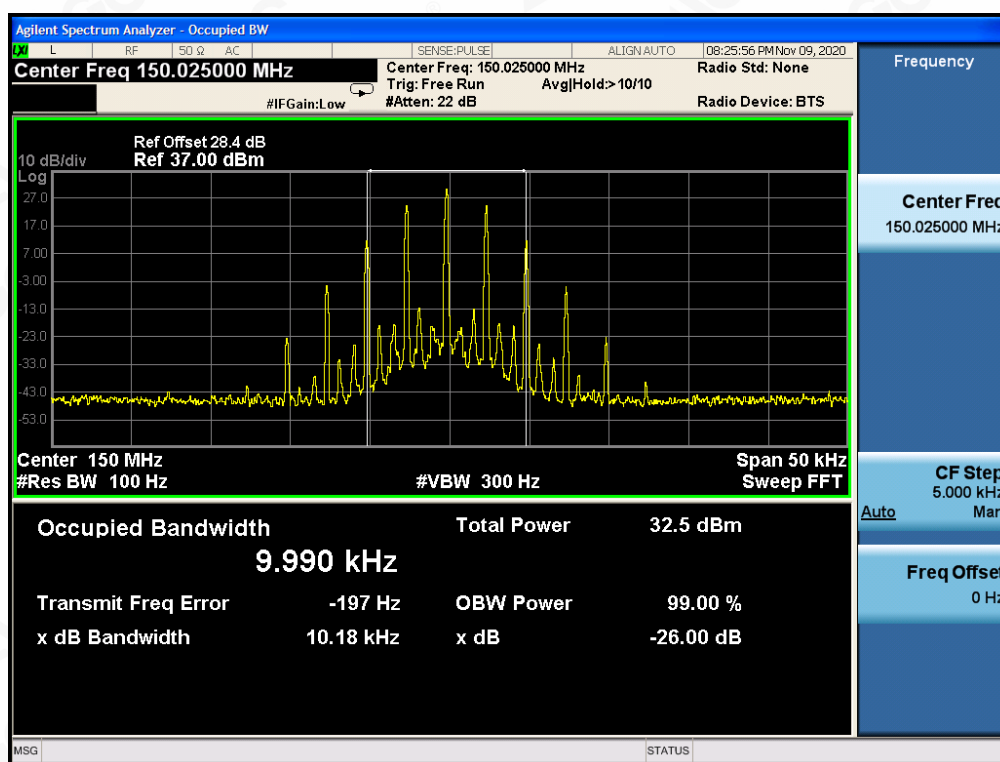 Agilent Spectrum Analyzer - Occupied BW
LXI L RF 50 Ω AC SENSE:PULSE ALIGN AUTO 08:25:56 PM Nov 09, 2020
Center Freq 150.025000 MHz
Center Freq: 150.025000 MHz
Radio Std: None
Trig: Free Run Avg|Hold:> 10/10
#IFGain:Low
#Atten: 22 dB
Radio Device: BTS
Ref Offset 28.4 dB
10 dB/div Ref 37.00 dBm
Log
27.0
17.0
7.00
-3.00
-13.0
-23.0
-33.0
-43.0
-53.0
Center 150 MHz Span 50 kHz
#Res BW 100 Hz #VBW 300 Hz Sweep FFT
Occupied Bandwidth Total Power 32.5 dBm
9.990 kHz
Transmit Freq Error -197 Hz OBW Power 99.00 %
x dB Bandwidth 10.18 kHz x dB -26.00 dB
MSG STATUS
Frequency
Center Freq
150.025000 MHz
CF Step
5.000 kHz
Auto Man
Freq Offset
0 Hz